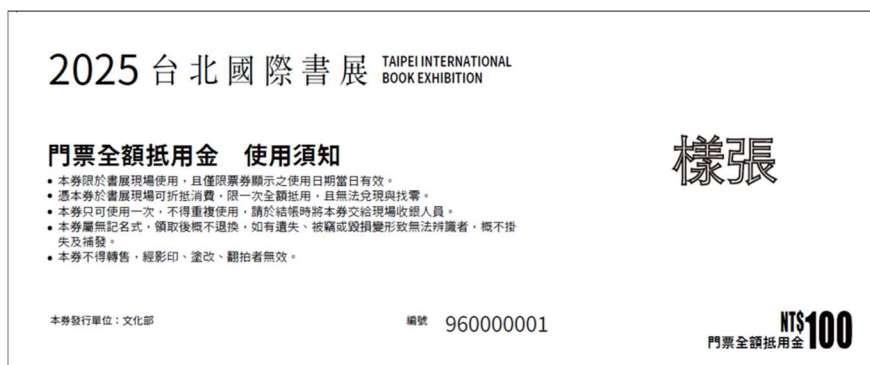 2025 台北國際書展 TAIPEI INTERNATIONAL
BOOK EXHIBITION
樣張
門票全額抵用金 使用須知
• 本券限於書展現場使用，且僅限票券顯示之使用日期當日有效。
• 憑本券於書展現場可折抵消費，限一次全額抵用，且無法兌現與找零。
• 本券只可使用一次，不得重複使用，請於結帳時將本券交給現場收銀人員。
• 本券屬無記名式，領取後概不退換，如有遺失、被竊或毀損變形致無法辨識者，概不掛
失及補發。
• 本券不得轉售，經影印、塗改、翻拍者無效。
本券發行單位：文化部
編號 960000001
NT$100
門票全額抵用金